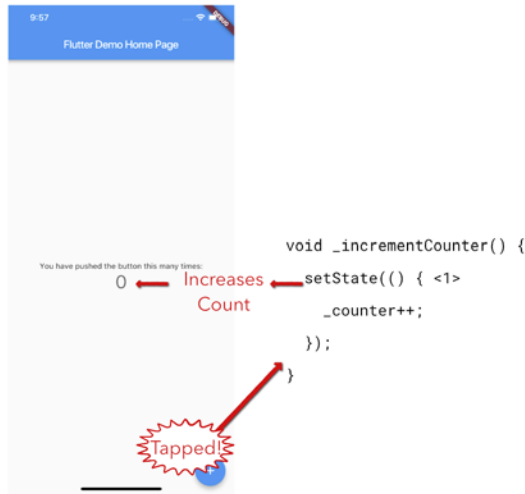 9:57
DEBUG
Flutter Demo Home Page
You have pushed the button this many times:
0
Increases
Count
void _incrementCounter() {
setState(() { <1>
_counter++;
});
}
Tapped!
+